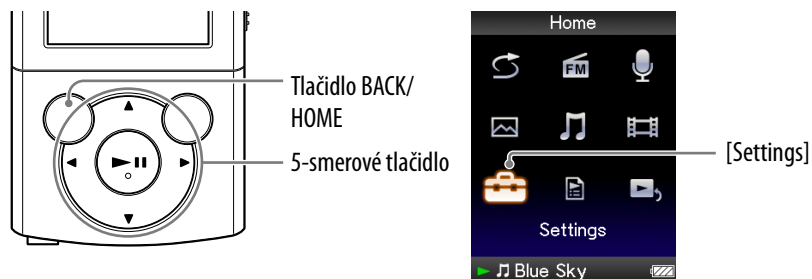 Tlačidlo BACK/
HOME
5-smerové tlačidlo
Home
FM
[Settings]
Settings
Blue Sky